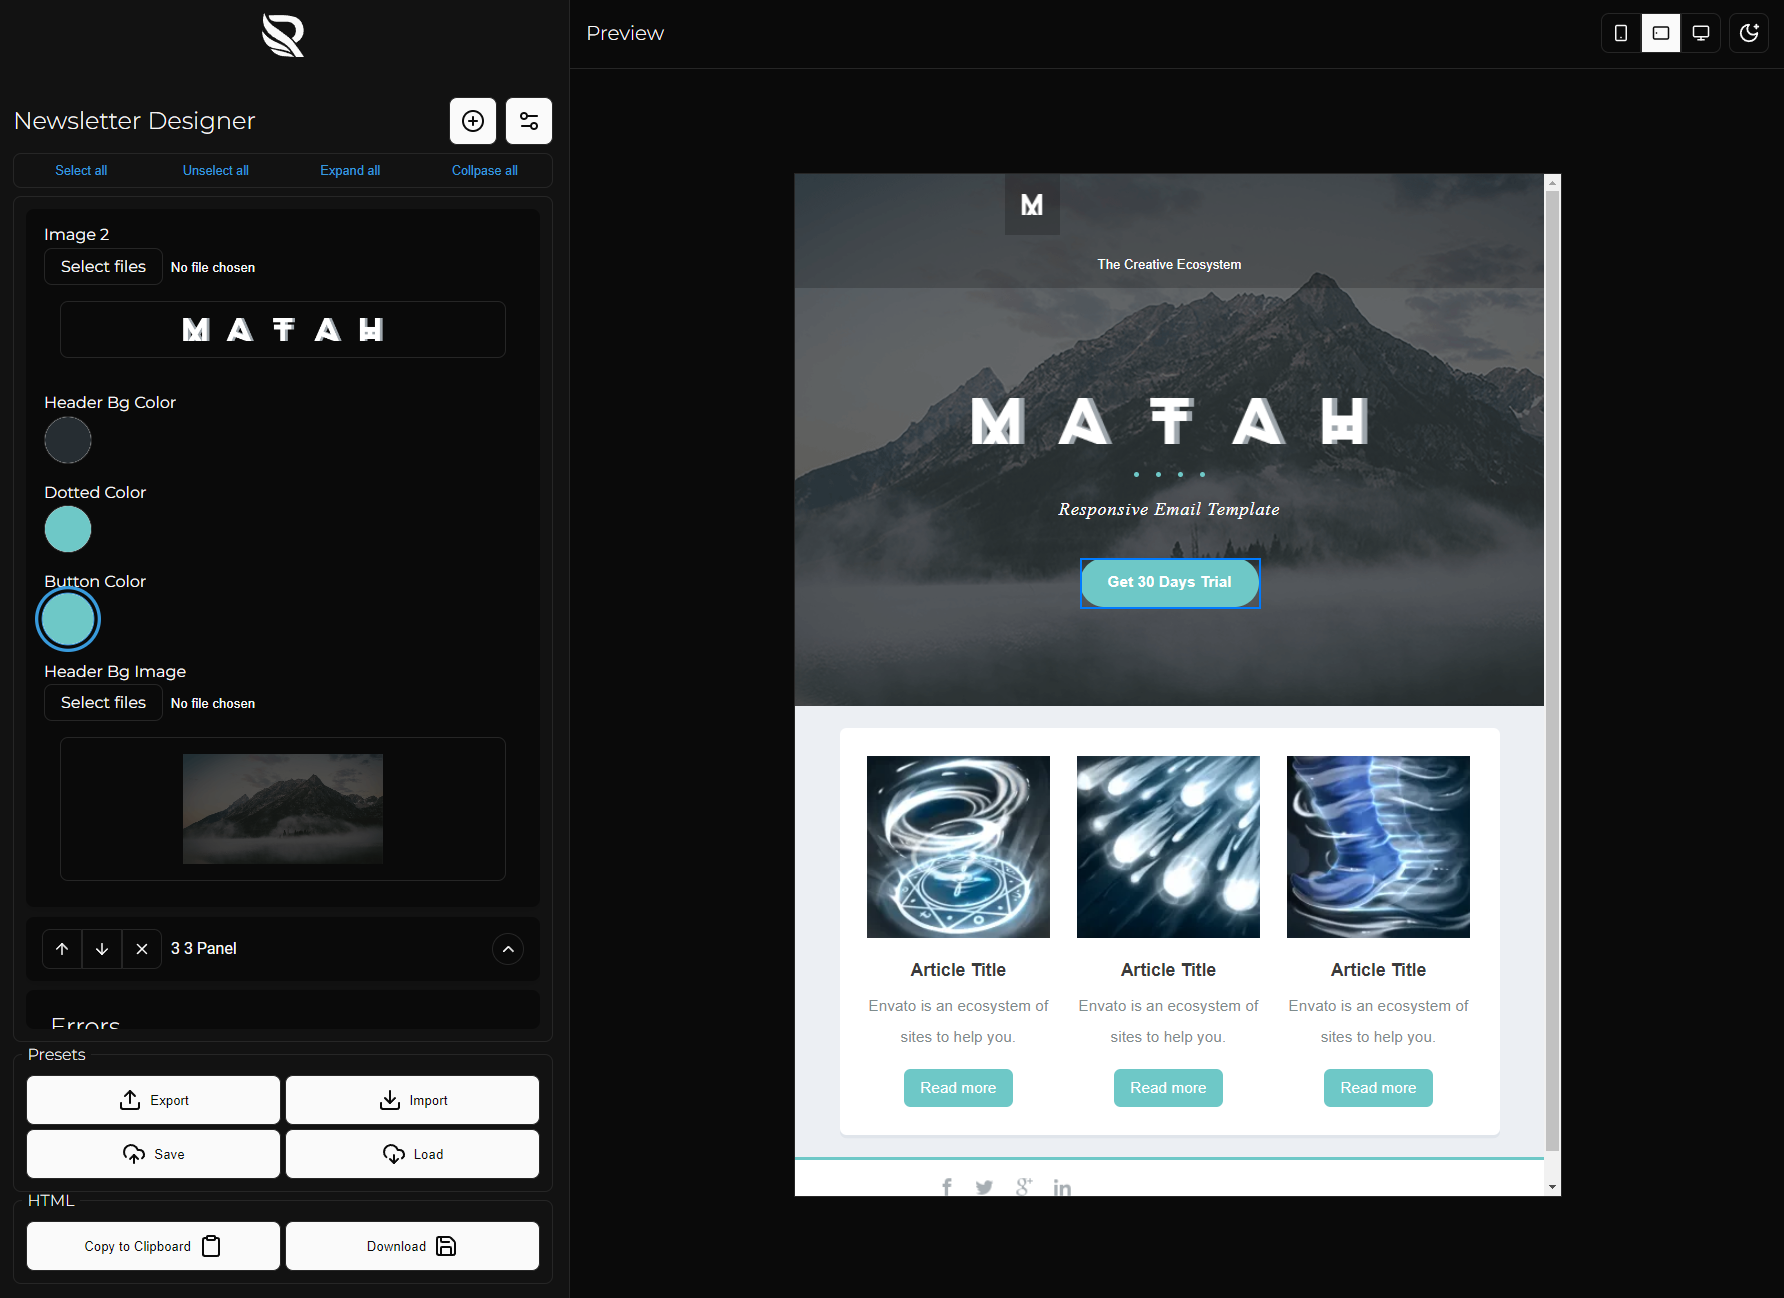 Newsletter Designer
Select all
Unselect all
Expand all
Collpase all
Image 2
Select files
No file chosen
MATAH
Header Bg Color
Dotted Color
Button Color
Header Bg Image
Select files
No file chosen
3 3 Panel
Errors
Presets
Export
Import
Save
Load
HTML
Copy to Clipboard
Download
Preview
M
The Creative Ecosystem
MATAH
Responsive Email Template
Get 30 Days Trial
Article Title
Envato is an ecosystem of
sites to help you.
Read more
Article Title
Envato is an ecosystem of
sites to help you.
Read more
Article Title
Envato is an ecosystem of
sites to help you.
Read more